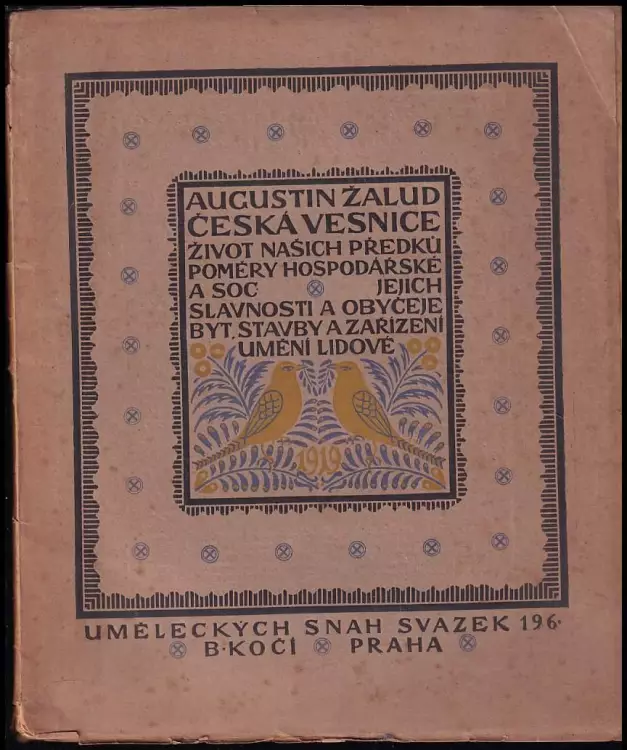 AUGUSTIN ŽALUD
ČESKÁ VESNICE
ŽIVOT NAŠICH PŘEDKŮ
POMĚRY HOSPODÁŘSKÉ
A SOC JEJICH
SLAVNOSTI A OBYČEJE
BYT, STAVBY A ZAŘÍZENÍ
UMĚNÍ LIDOVÉ
1919
UMĚLECKÝCH SNAH SVAZEK 196.
B·KOČÍ PRAHA